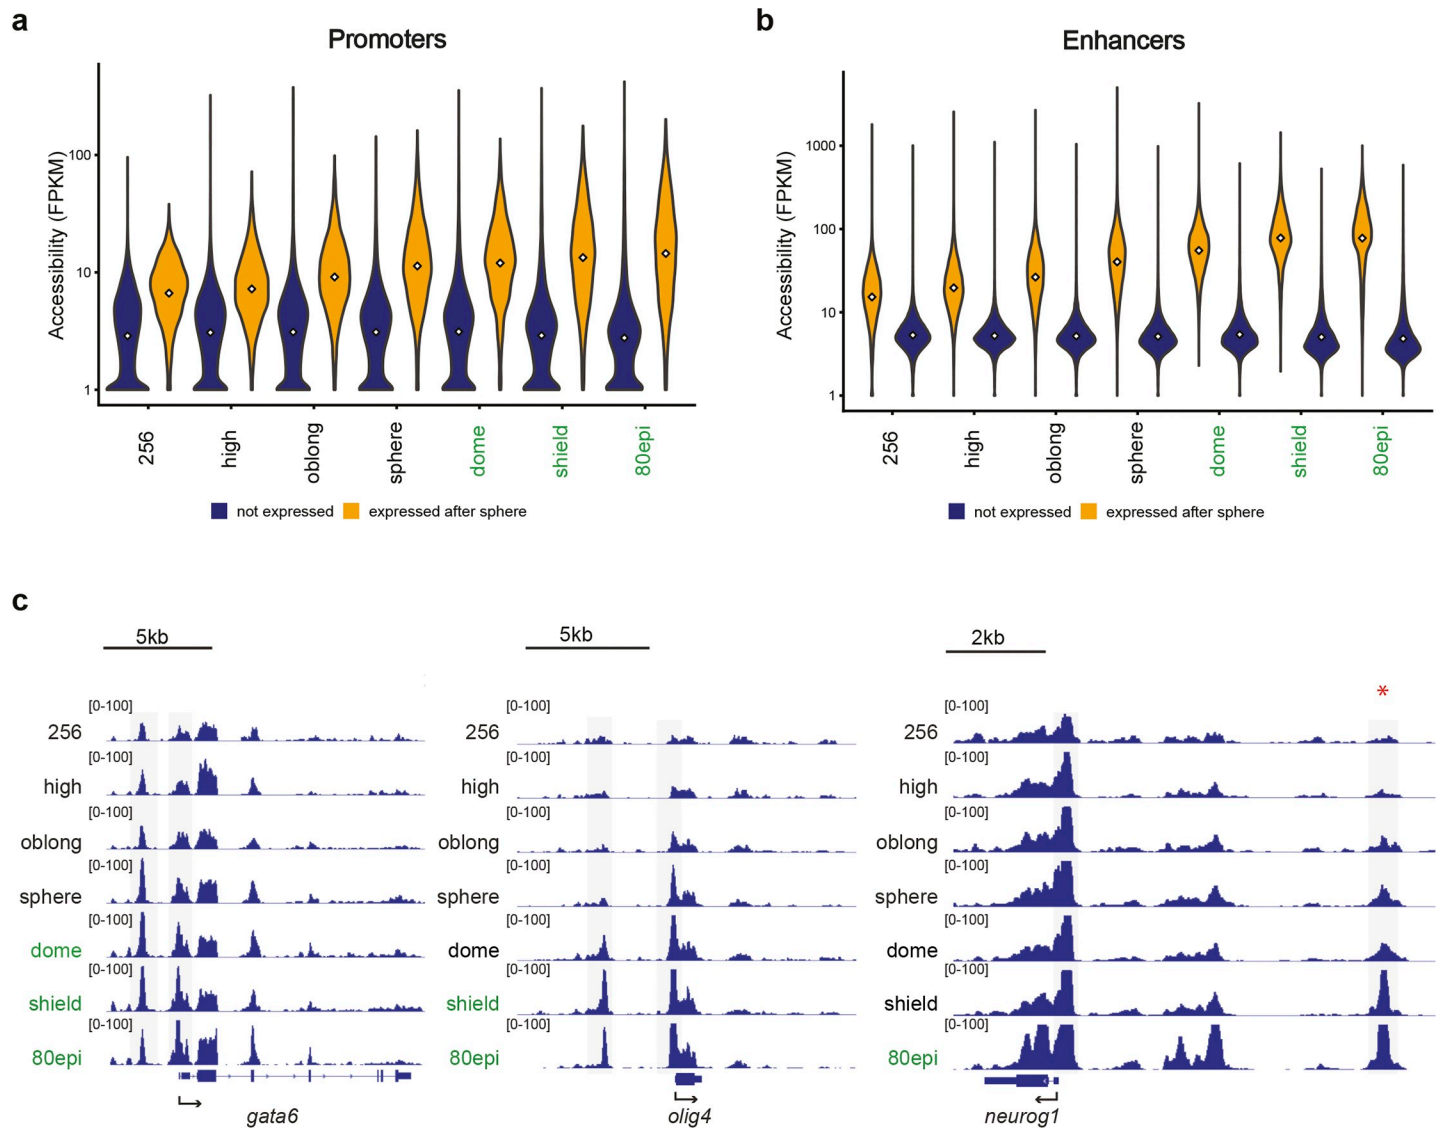 a
Promoters
Accessibility (FPKM)
100
10
1
256
high
oblong
sphere
dome
shield
80epi
not expressed
expressed after sphere
b
Enhancers
Accessibility (FPKM)
1000
100
10
1
256
high
oblong
sphere
dome
shield
80epi
not expressed
expressed after sphere
c
5kb
[0-100]
256
[0-100]
high
[0-100]
oblong
[0-100]
sphere
[0-100]
dome
[0-100]
shield
[0-100]
80epi
gata6
5kb
[0-100]
256
[0-100]
high
[0-100]
oblong
[0-100]
sphere
[0-100]
dome
[0-100]
shield
[0-100]
80epi
olig4
2kb
*
[0-100]
256
[0-100]
high
[0-100]
oblong
[0-100]
sphere
[0-100]
dome
[0-100]
shield
[0-100]
80epi
neurog1